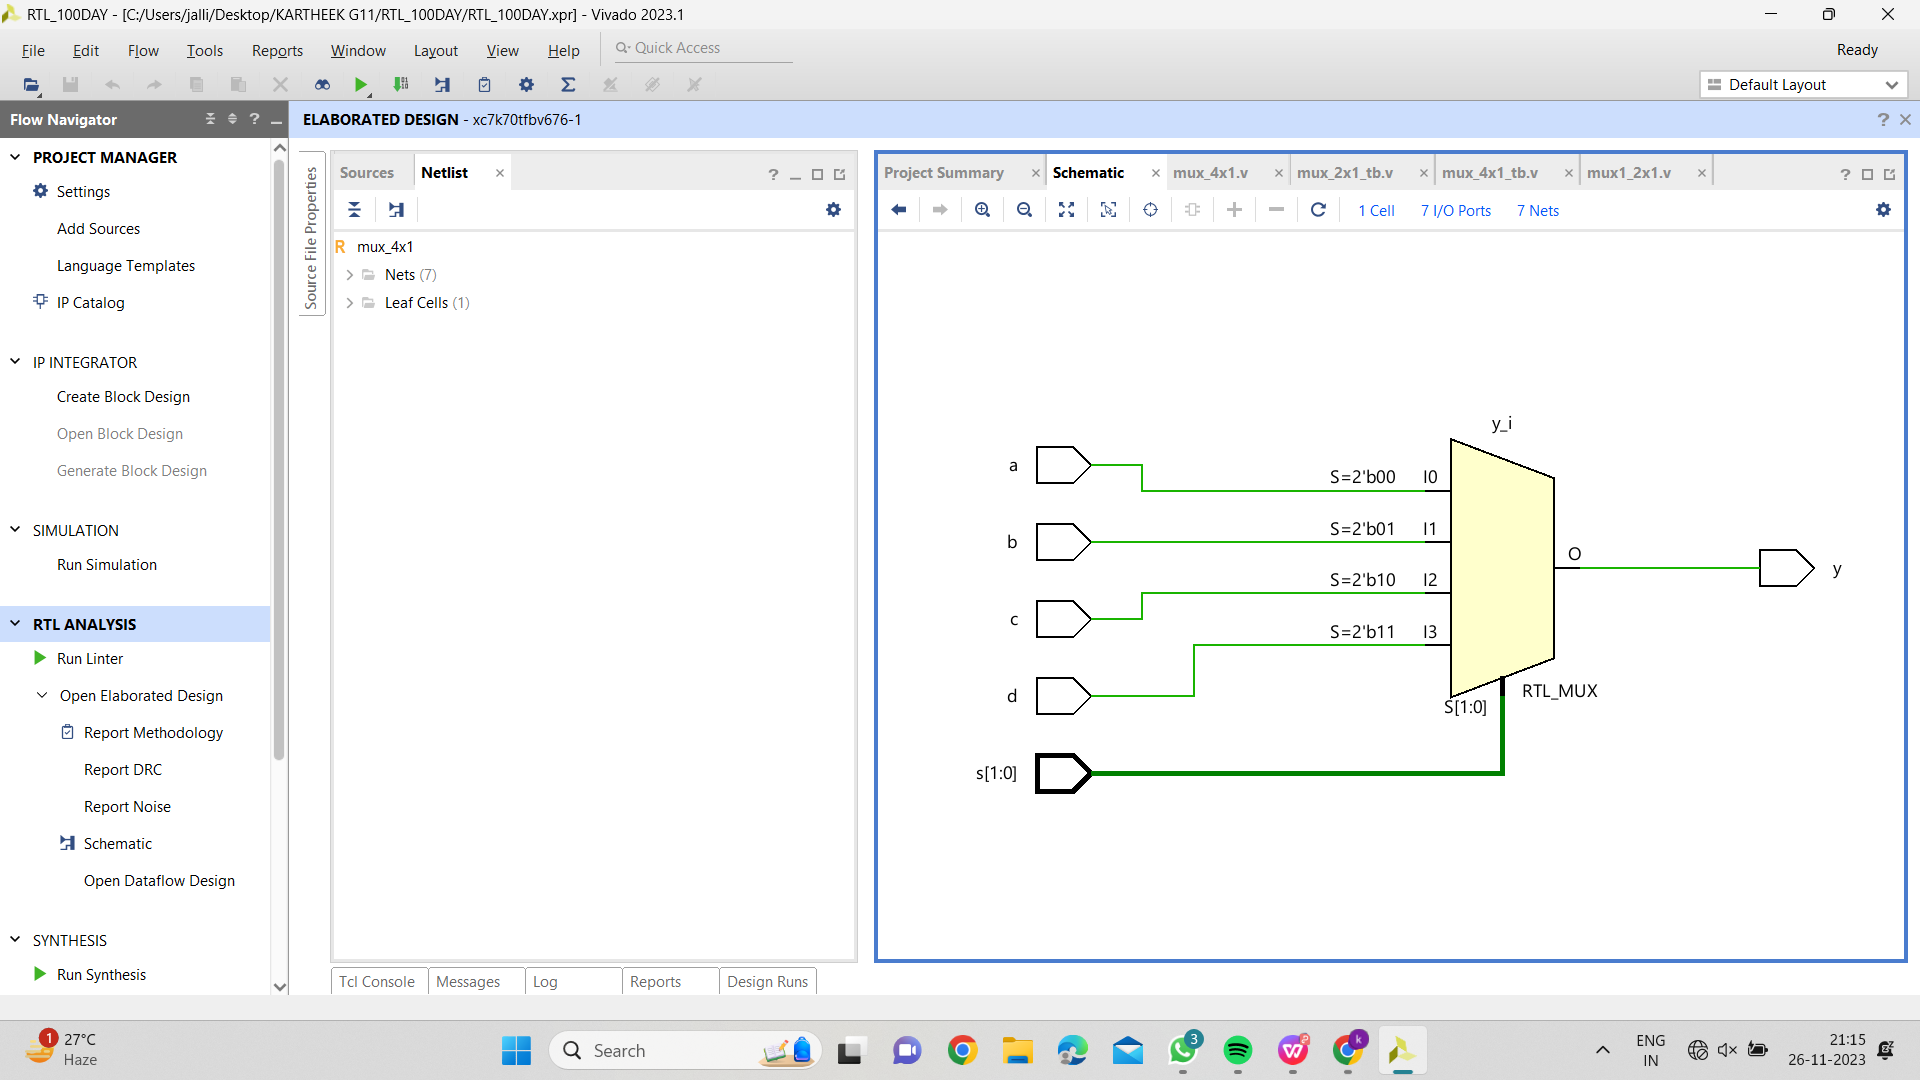 RTL_100DAY - [C:/Users/jalli/Desktop/KARTHEEK G11/RTL_100DAY/RTL_100DAY.xpr] - Vivado 2023.1
File Edit Flow Tools Reports Window Layout View Help Quick Access
Ready
Default Layout
Flow Navigator
ELABORATED DESIGN - xc7k70tfbv676-1
PROJECT MANAGER
Settings
Add Sources
Language Templates
IP Catalog
IP INTEGRATOR
Create Block Design
Open Block Design
Generate Block Design
SIMULATION
Run Simulation
RTL ANALYSIS
Run Linter
Open Elaborated Design
Report Methodology
Report DRC
Report Noise
Schematic
Open Dataflow Design
SYNTHESIS
Run Synthesis
Source File Properties
Sources Netlist
R mux_4x1
Nets (7)
Leaf Cells (1)
Project Summary Schematic mux_4x1.v mux_2x1_tb.v mux_4x1_tb.v mux1_2x1.v
1 Cell 7 I/O Ports 7 Nets
y_i
a S=2'b00 I0
b S=2'b01 I1
O
y
c S=2'b10 I2
d S=2'b11 I3
RTL_MUX
S[1:0]
s[1:0]
Tcl Console Messages Log Reports Design Runs
1 27°C
Haze
Search
3
k
ENG
IN
21:15
26-11-2023